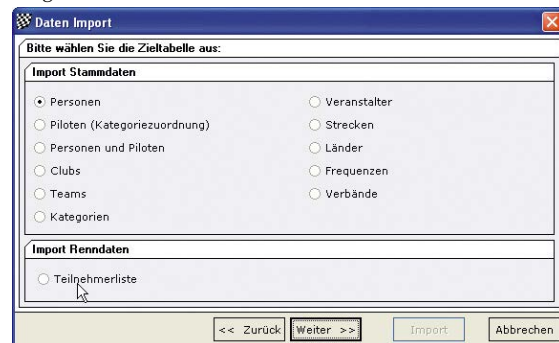 Daten Import
Bitte wählen Sie die Zieltabelle aus:
Import Stammdaten
Personen
Piloten (Kategoriezuordnung)
Personen und Piloten
Clubs
Teams
Kategorien
Veranstalter
Strecken
Länder
Frequenzen
Verbände
Import Renndaten
Teilnehmerliste
<< Zurück Weiter >> Import Abbrechen